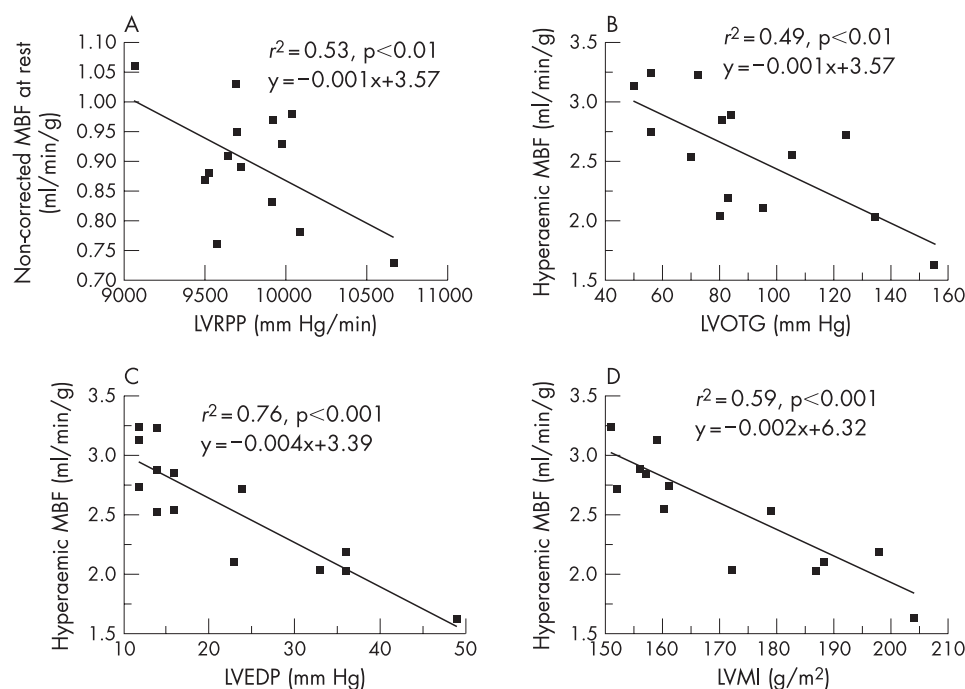 A
Non-corrected MBF at rest
(ml/min/g)
1.10
1.05
1.00
0.95
0.90
0.85
0.80
0.75
0.70
r² = 0.53, p<0.01
y=−0.001x+3.57
9000 9500 10000 10500 11000
LVRPP (mm Hg/min)
B
Hyperaemic MBF (ml/min/g)
3.5
3.0
2.5
2.0
1.5
r² = 0.49, p<0.01
y=−0.001x+3.57
40 60 80 100 120 140 160
LVOTG (mm Hg)
C
Hyperaemic MBF (ml/min/g)
3.5
3.0
2.5
2.0
1.5
r² = 0.76, p<0.001
y=−0.004x+3.39
10 20 30 40 50
LVEDP (mm Hg)
D
Hyperaemic MBF (ml/min/g)
3.5
3.0
2.5
2.0
1.5
r² = 0.59, p<0.001
y=−0.002x+6.32
150 160 170 180 190 200 210
LVMI (g/m²)